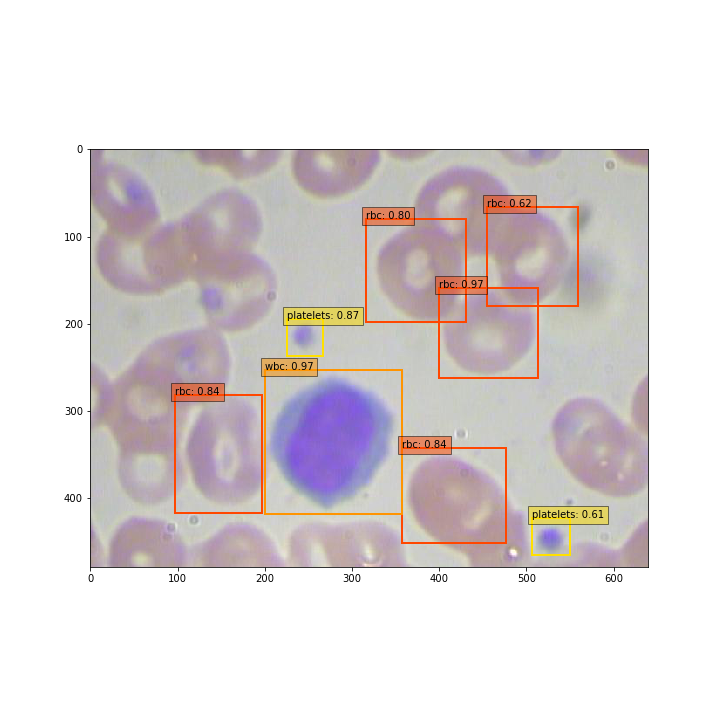 0
rbc: 0.62
rbc: 0.80
100
rbc: 0.97
200
platelets: 0.87
wbc: 0.97
300
rbc: 0.84
rbc: 0.84
400
platelets: 0.61
0 100 200 300 400 500 600